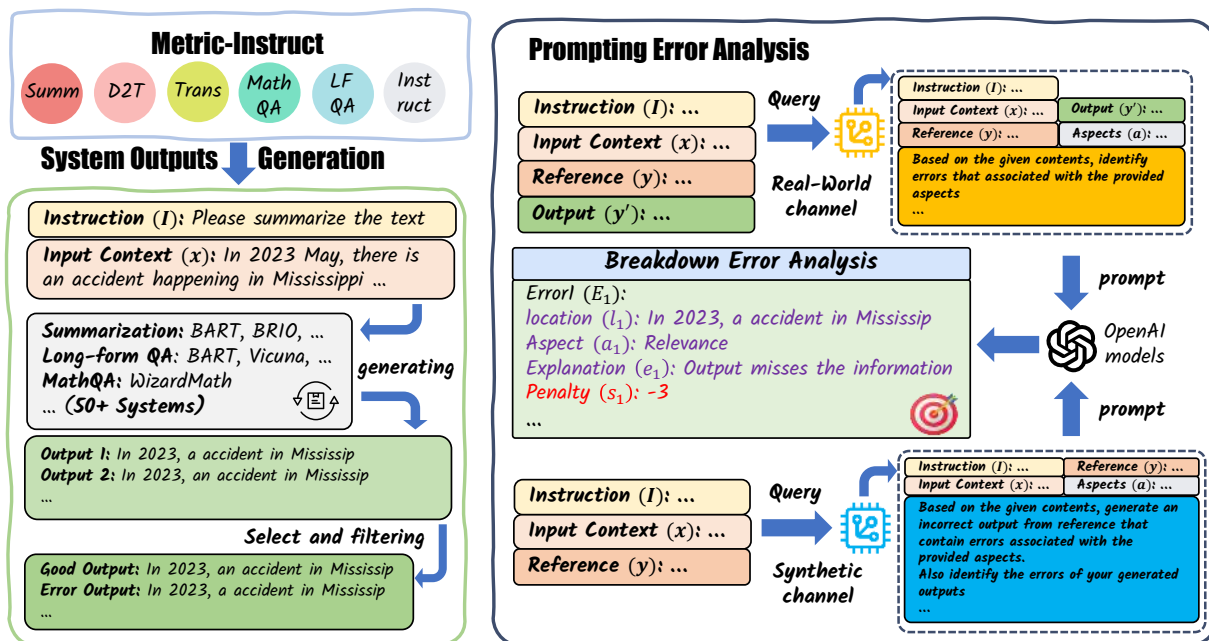 Metric-Instruct
Summ
D2T
Trans
Math
QA
LF
QA
Inst
ruct
System Outputs Generation
Instruction (I): Please summarize the text
Input Context (x): In 2023 May, there is
an accident happening in Mississippi ...
Summarization: BART, BRIO, ...
Long-form QA: BART, Vicuna, ...
MathQA: WizardMath
... (50+ Systems)
generating
Output 1: In 2023, a accident in Mississip
Output 2: In 2023, an accident in Mississip
...
Select and filtering
Good Output: In 2023, an accident in Mississip
Error Output: In 2023, a accident in Mississip
...
Prompting Error Analysis
Instruction (I): ...
Input Context (x): ...
Reference (y): ...
Output (y′): ...
Query
Real-World
channel
Instruction (I): ...
Input Context (x): ...
Output (y′): ...
Reference (y): ...
Aspects (a): ...
Based on the given contents, identify
errors that associated with the provided
aspects
...
prompt
OpenAI
models
prompt
Breakdown Error Analysis
Error1 (E₁):
location (l₁): In 2023, a accident in Mississip
Aspect (a₁): Relevance
Explanation (e₁): Output misses the information
Penalty (s₁): -3
...
Instruction (I): ...
Input Context (x): ...
Reference (y): ...
Query
Synthetic
channel
Instruction (I): ...
Reference (y): ...
Input Context (x): ...
Aspects (a): ...
Based on the given contents, generate an
incorrect output from reference that
contain errors associated with the
provided aspects.
Also identify the errors of your generated
outputs
...